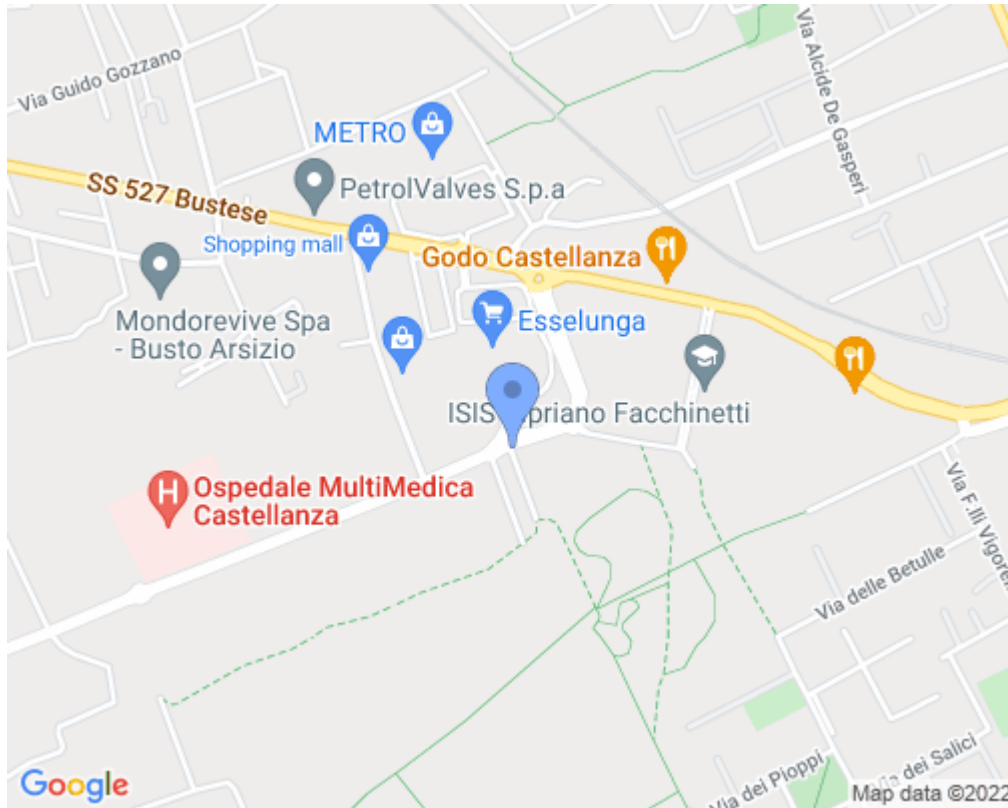 Via Guido Gozzano
Via Alcide De Gasperi
METRO
PetrolValves S.p.a
SS 527 Bustese
Shopping mall
Godo Castellanza
Mondorevive Spa
- Busto Arsizio
Esselunga
ISIS
priano Facchinetti
Ospedale MultiMedica
Castellanza
Via F.lli Vigorel
Via delle Betulle
Via dei Pioppi
Via dei Salici
Google
Map data ©2022